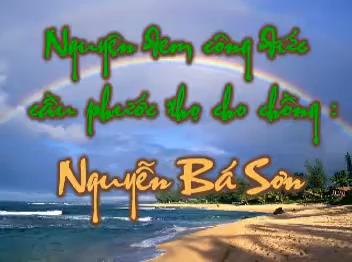 Nguyện đem công đức
cầu phước thọ cho chồng :
Nguyễn Bá Sơn